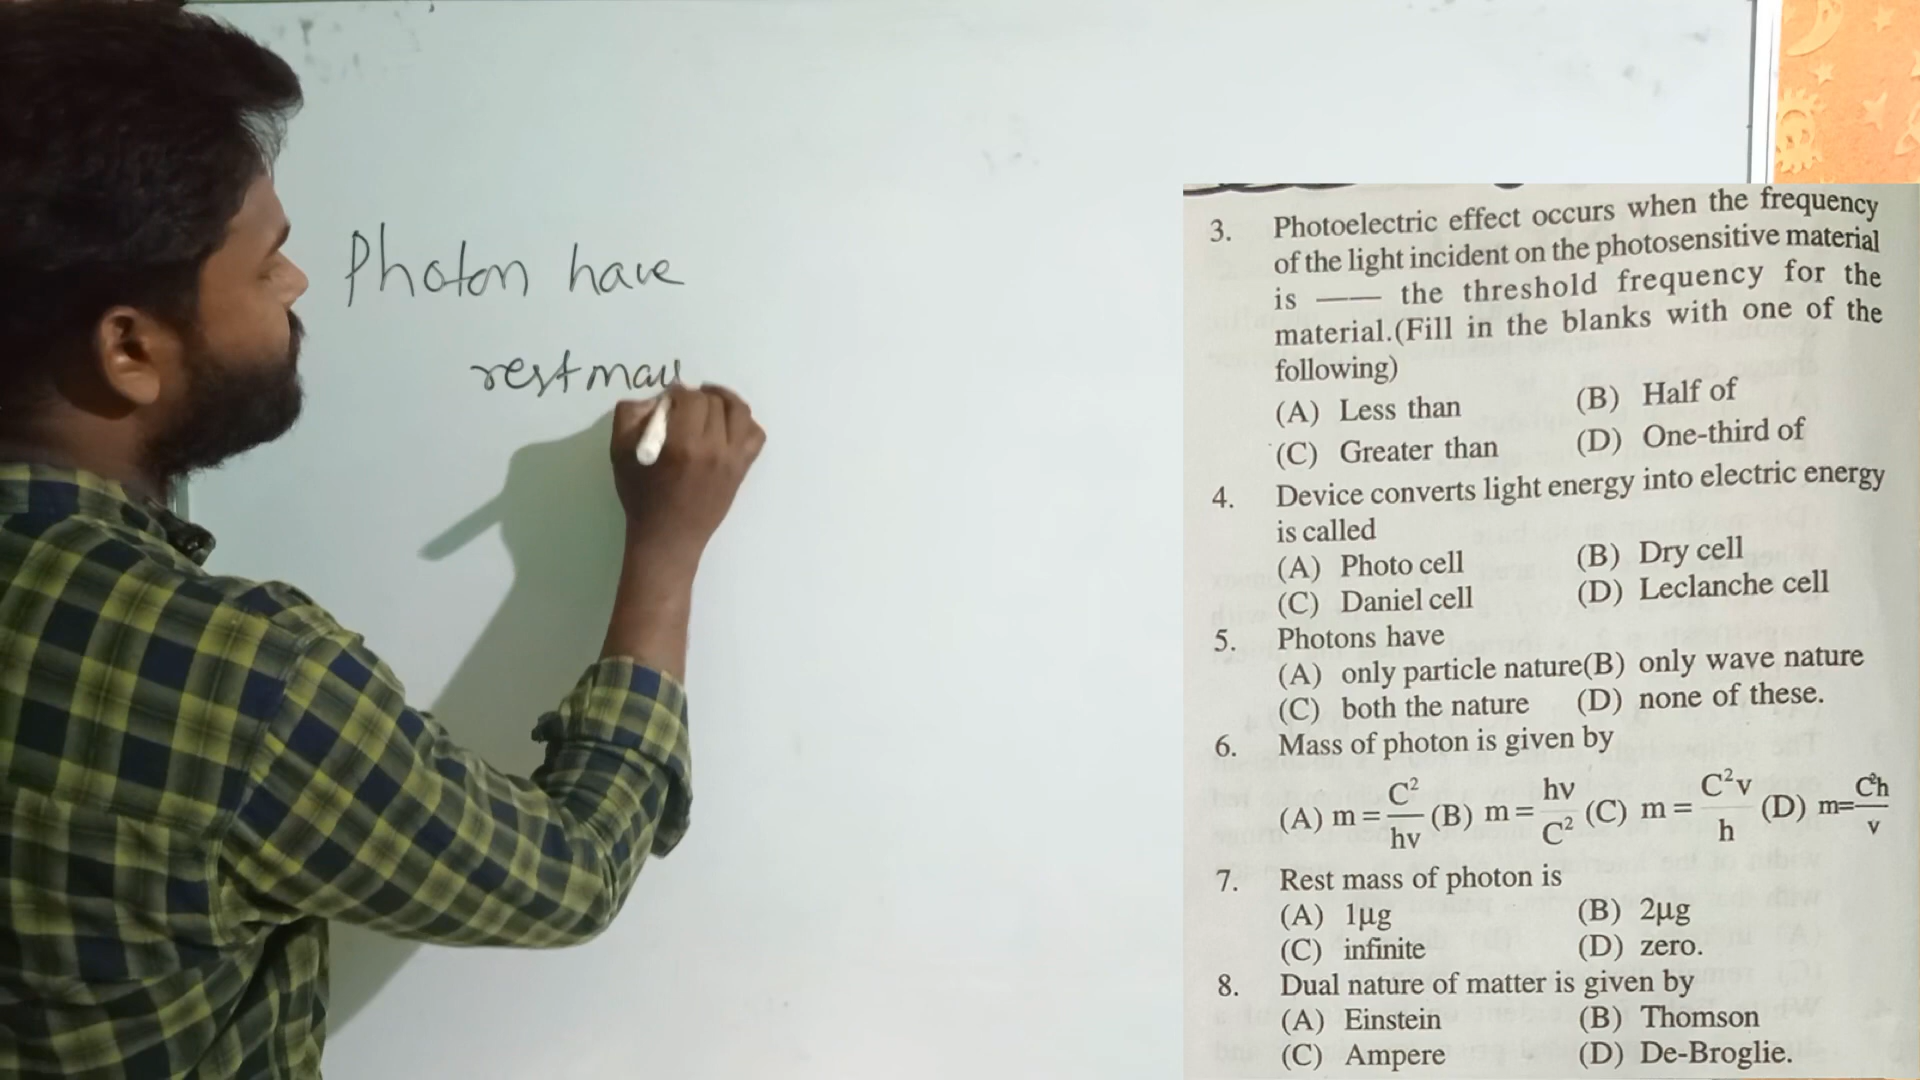 Photon have
rest mass
3. Photoelectric effect occurs when the frequency
of the light incident on the photosensitive material
is —— the threshold frequency for the
material.(Fill in the blanks with one of the
following)
(A) Less than (B) Half of
(C) Greater than (D) One-third of
4. Device converts light energy into electric energy
is called
(A) Photo cell (B) Dry cell
(C) Daniel cell (D) Leclanche cell
5. Photons have
(A) only particle nature(B) only wave nature
(C) both the nature (D) none of these.
6. Mass of photon is given by
(A) m = C²/hν (B) m = hν/C² (C) m = C²ν/h (D) m=C²h/ν
7. Rest mass of photon is
(A) 1μg (B) 2μg
(C) infinite (D) zero.
8. Dual nature of matter is given by
(A) Einstein (B) Thomson
(C) Ampere (D) De-Broglie.